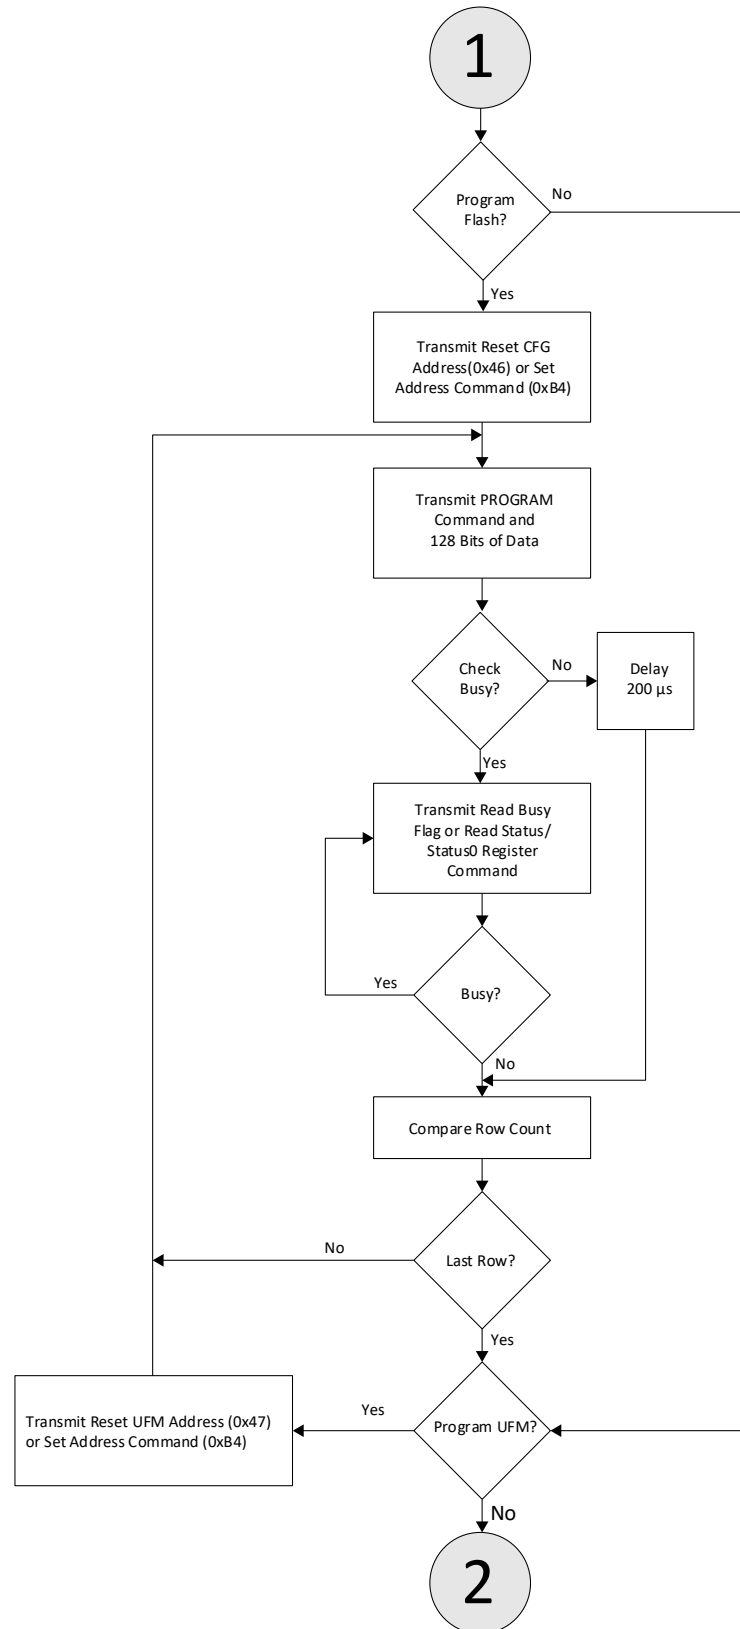 1
Program
Flash?
No
Yes
Transmit Reset CFG
Address(0x46) or Set
Address Command (0xB4)
Transmit PROGRAM
Command and
128 Bits of Data
Check
Busy?
No
Delay
200 µs
Yes
Transmit Read Busy
Flag or Read Status/
Status0 Register
Command
Yes
Busy?
No
Compare Row Count
No
Last Row?
Yes
Transmit Reset UFM Address (0x47)
or Set Address Command (0xB4)
Yes
Program UFM?
No
2